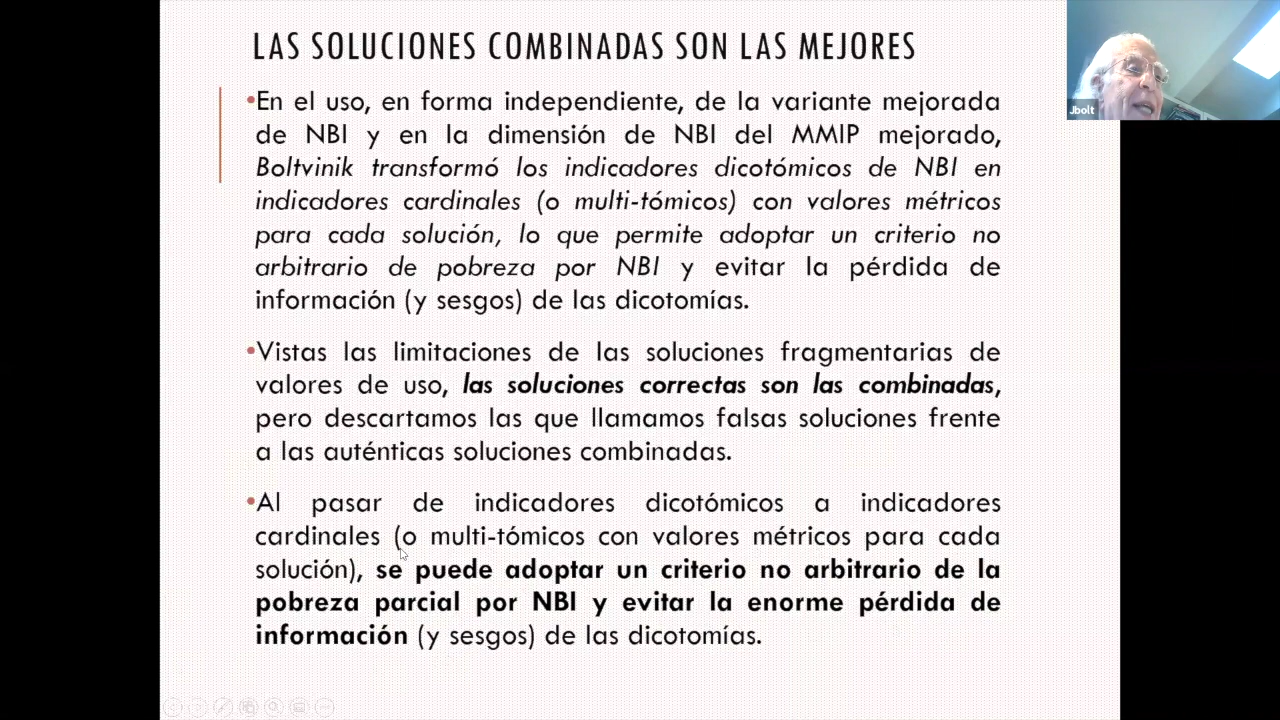 LAS SOLUCIONES COMBINADAS SON LAS MEJORES
•En el uso, en forma independiente, de la variante mejorada
de NBI y en la dimensión de NBI del MMIP mejorado,
Boltvinik transformó los indicadores dicotómicos de NBI en
indicadores cardinales (o multi-tómicos) con valores métricos
para cada solución, lo que permite adoptar un criterio no
arbitrario de pobreza por NBI y evitar la pérdida de
información (y sesgos) de las dicotomías.
•Vistas las limitaciones de las soluciones fragmentarias de
valores de uso, las soluciones correctas son las combinadas,
pero descartamos las que llamamos falsas soluciones frente
a las auténticas soluciones combinadas.
•Al pasar de indicadores dicotómicos a indicadores
cardinales (o multi-tómicos con valores métricos para cada
solución), se puede adoptar un criterio no arbitrario de la
pobreza parcial por NBI y evitar la enorme pérdida de
información (y sesgos) de las dicotomías.
Jbolt